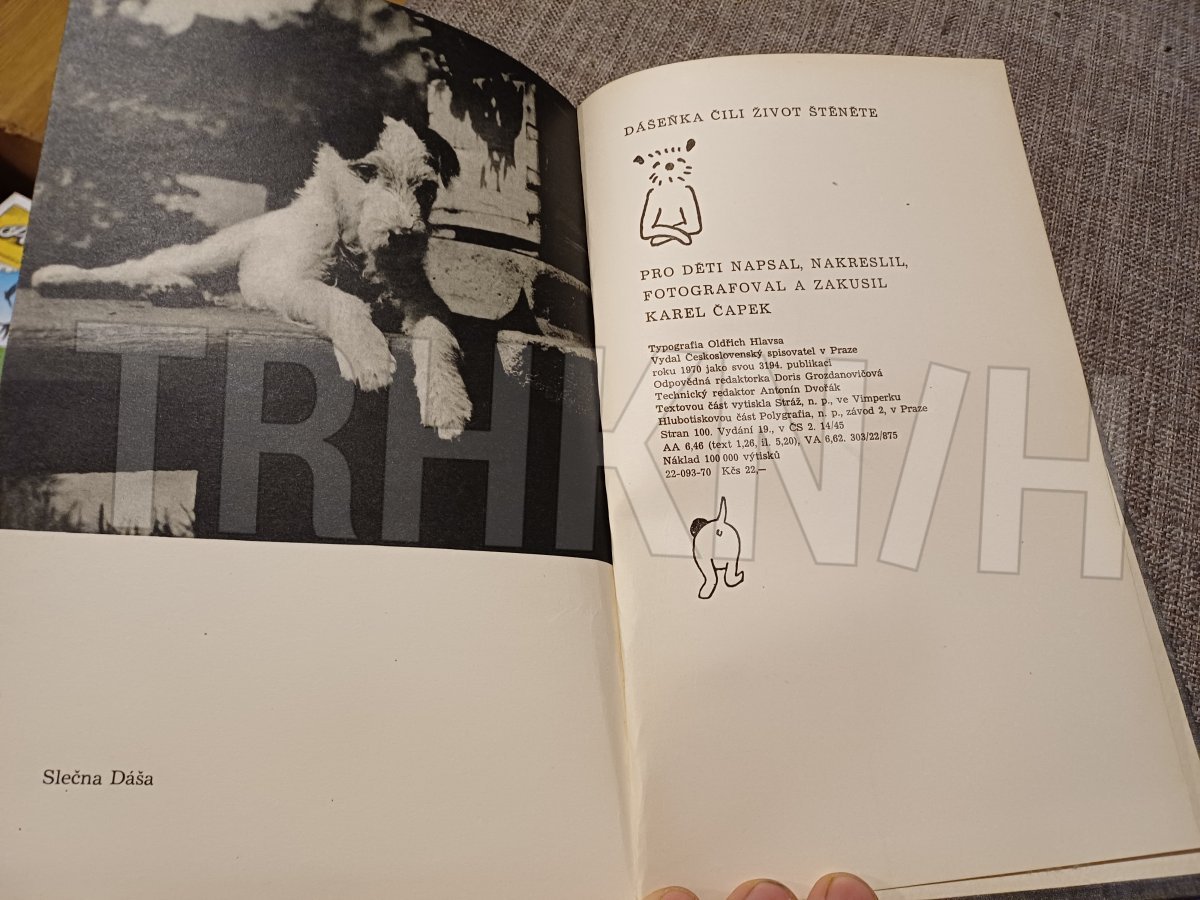 Slečna Dáša
DÁŠEŇKA ČILI ŽIVOT ŠTĚNĚTE
PRO DĚTI NAPSAL, NAKRESLIL,
FOTOGRAFOVAL A ZAKUSIL
KAREL ČAPEK
Typografia Oldřich Hlavsa
Vydal Československý spisovatel v Praze
roku 1970 jako svou 3194. publikaci
Odpovědná redaktorka Doris Grozdanovičová
Technický redaktor Antonín Dvořák
Textovou část vytiskla Stráž, n. p., ve Vimperku
Hlubotiskovou část Polygrafia, n. p., závod 2, v Praze
Stran 100. Vydání 19., v ČS 2. 14/45
AA 6,46 (text 1,26, il. 5,20), VA 6,62. 303/22/875
Náklad 100 000 výtisků
22-093-70 Kčs 22,—
TRHKN/H